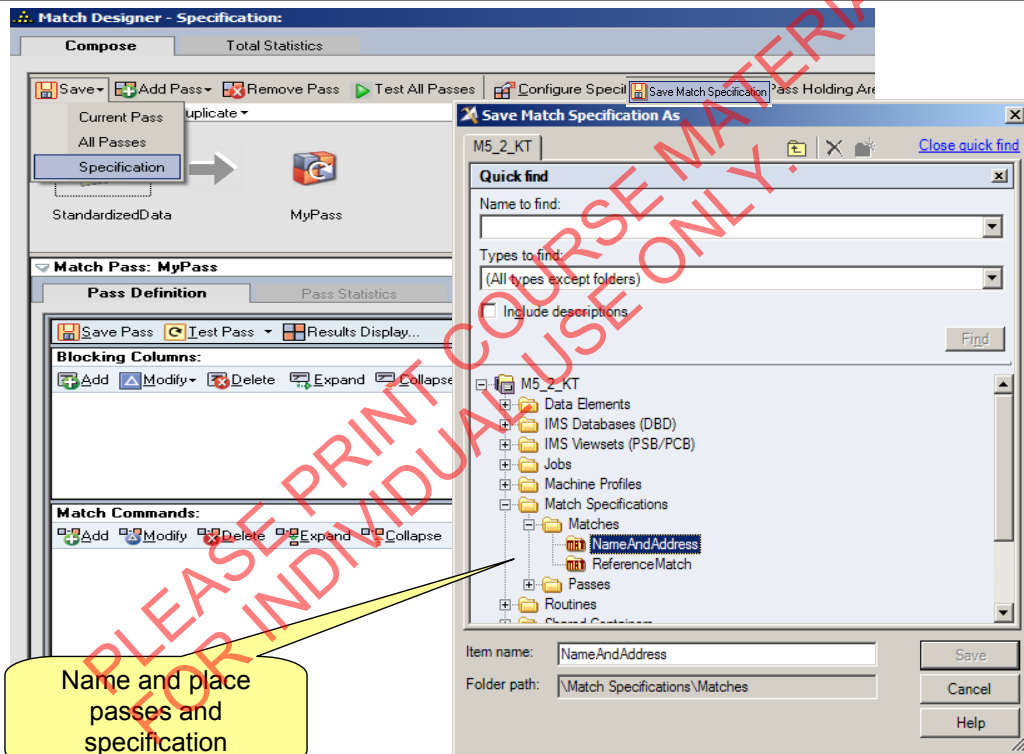 Match Designer - Specification:
Compose Total Statistics
Save Add Pass Remove Pass Test All Passes Configure Specif Save Match Specification Pass Holding Are
Current Pass
All Passes
Specification
uplicate
StandardizedData MyPass
Match Pass: MyPass
Pass Definition Pass Statistics
Save Pass Test Pass Results Display...
Blocking Columns:
Add Modify Delete Expand Collapse
Match Commands:
Add Modify Delete Expand Collapse
Save Match Specification As
M5_2_KT Close quick find
Quick find
Name to find:
Types to find:
(All types except folders)
Include descriptions
Find
M5_2_KT
Data Elements
IMS Databases (DBD)
IMS Viewsets (PSB/PCB)
Jobs
Machine Profiles
Match Specifications
Matches
NameAndAddress
ReferenceMatch
Passes
Routines
Shared Containers
Item name: NameAndAddress Save
Folder path: \Match Specifications\Matches Cancel
Help
Name and place
passes and
specification
PLEASE PRINT COURSE MATERIA
FOR INDIVIDUAL USE ONLY.